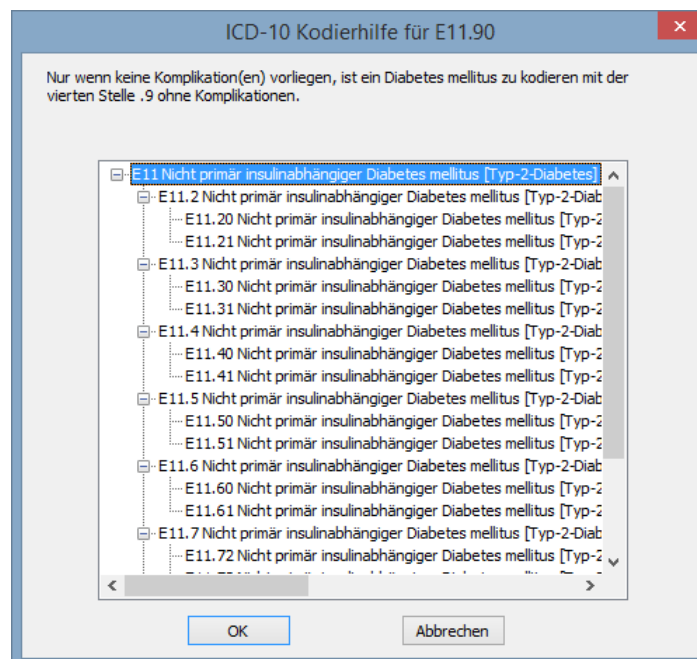 ICD-10 Kodierhilfe für E11.90
Nur wenn keine Komplikation(en) vorliegen, ist ein Diabetes mellitus zu kodieren mit der
vierten Stelle .9 ohne Komplikationen.
E11 Nicht primär insulinabhängiger Diabetes mellitus [Typ-2-Diabetes]
E11.2 Nicht primär insulinabhängiger Diabetes mellitus [Typ-2-Diab
E11.20 Nicht primär insulinabhängiger Diabetes mellitus [Typ-2
E11.21 Nicht primär insulinabhängiger Diabetes mellitus [Typ-2
E11.3 Nicht primär insulinabhängiger Diabetes mellitus [Typ-2-Diab
E11.30 Nicht primär insulinabhängiger Diabetes mellitus [Typ-2
E11.31 Nicht primär insulinabhängiger Diabetes mellitus [Typ-2
E11.4 Nicht primär insulinabhängiger Diabetes mellitus [Typ-2-Diab
E11.40 Nicht primär insulinabhängiger Diabetes mellitus [Typ-2
E11.41 Nicht primär insulinabhängiger Diabetes mellitus [Typ-2
E11.5 Nicht primär insulinabhängiger Diabetes mellitus [Typ-2-Diab
E11.50 Nicht primär insulinabhängiger Diabetes mellitus [Typ-2
E11.51 Nicht primär insulinabhängiger Diabetes mellitus [Typ-2
E11.6 Nicht primär insulinabhängiger Diabetes mellitus [Typ-2-Diab
E11.60 Nicht primär insulinabhängiger Diabetes mellitus [Typ-2
E11.61 Nicht primär insulinabhängiger Diabetes mellitus [Typ-2
E11.7 Nicht primär insulinabhängiger Diabetes mellitus [Typ-2-Diab
E11.72 Nicht primär insulinabhängiger Diabetes mellitus [Typ-2
OK Abbrechen